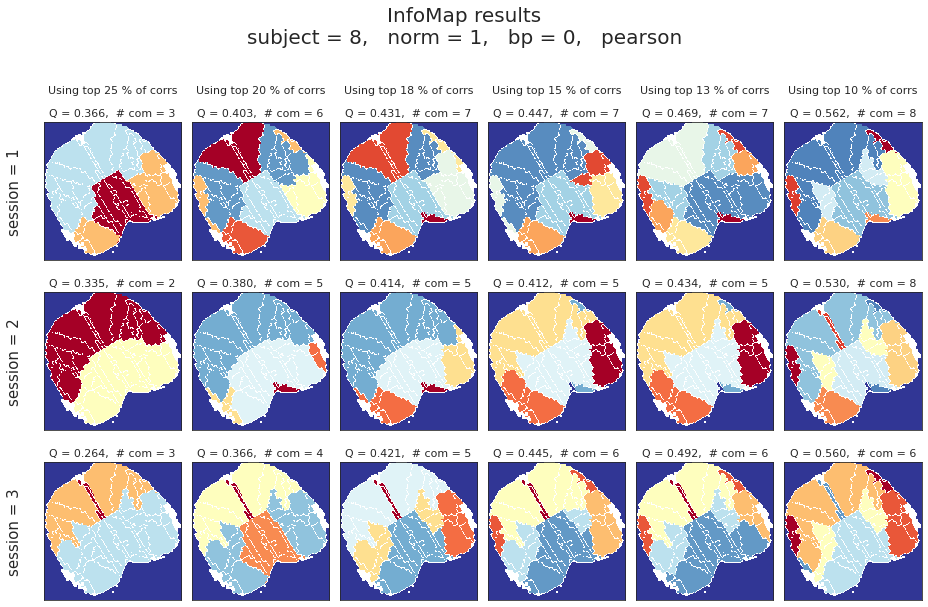 InfoMap results
subject = 8,   norm = 1,   bp = 0,   pearson
Using top 25 % of corrs
Using top 20 % of corrs
Using top 18 % of corrs
Using top 15 % of corrs
Using top 13 % of corrs
Using top 10 % of corrs
session = 1
Q = 0.366,  # com = 3
Q = 0.403,  # com = 6
Q = 0.431,  # com = 7
Q = 0.447,  # com = 7
Q = 0.469,  # com = 7
Q = 0.562,  # com = 8
session = 2
Q = 0.335,  # com = 2
Q = 0.380,  # com = 5
Q = 0.414,  # com = 5
Q = 0.412,  # com = 5
Q = 0.434,  # com = 5
Q = 0.530,  # com = 8
session = 3
Q = 0.264,  # com = 3
Q = 0.366,  # com = 4
Q = 0.421,  # com = 5
Q = 0.445,  # com = 6
Q = 0.492,  # com = 6
Q = 0.560,  # com = 6